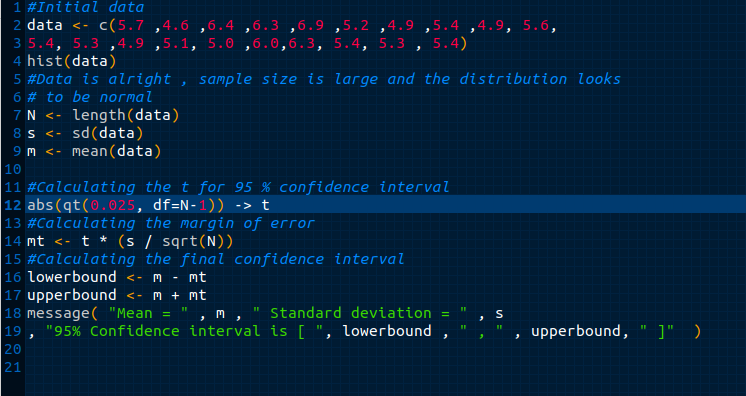 1 #Initial data
2 data <- c(5.7 ,4.6 ,6.4 ,6.3 ,6.9 ,5.2 ,4.9 ,5.4 ,4.9, 5.6,
3 5.4, 5.3 ,4.9 ,5.1, 5.0 ,6.0,6.3, 5.4, 5.3 , 5.4)
4 hist(data)
5 #Data is alright , sample size is large and the distribution looks
6 # to be normal
7 N <- length(data)
8 s <- sd(data)
9 m <- mean(data)
10
11 #Calculating the t for 95 % confidence interval
12 abs(qt(0.025, df=N-1)) -> t
13 #Calculating the margin of error
14 mt <- t * (s / sqrt(N))
15 #Calculating the final confidence interval
16 lowerbound <- m - mt
17 upperbound <- m + mt
18 message( "Mean = " , m , " Standard deviation = " , s
19 , "95% Confidence interval is [ ", lowerbound , " , " , upperbound, " ]"  )
20
21